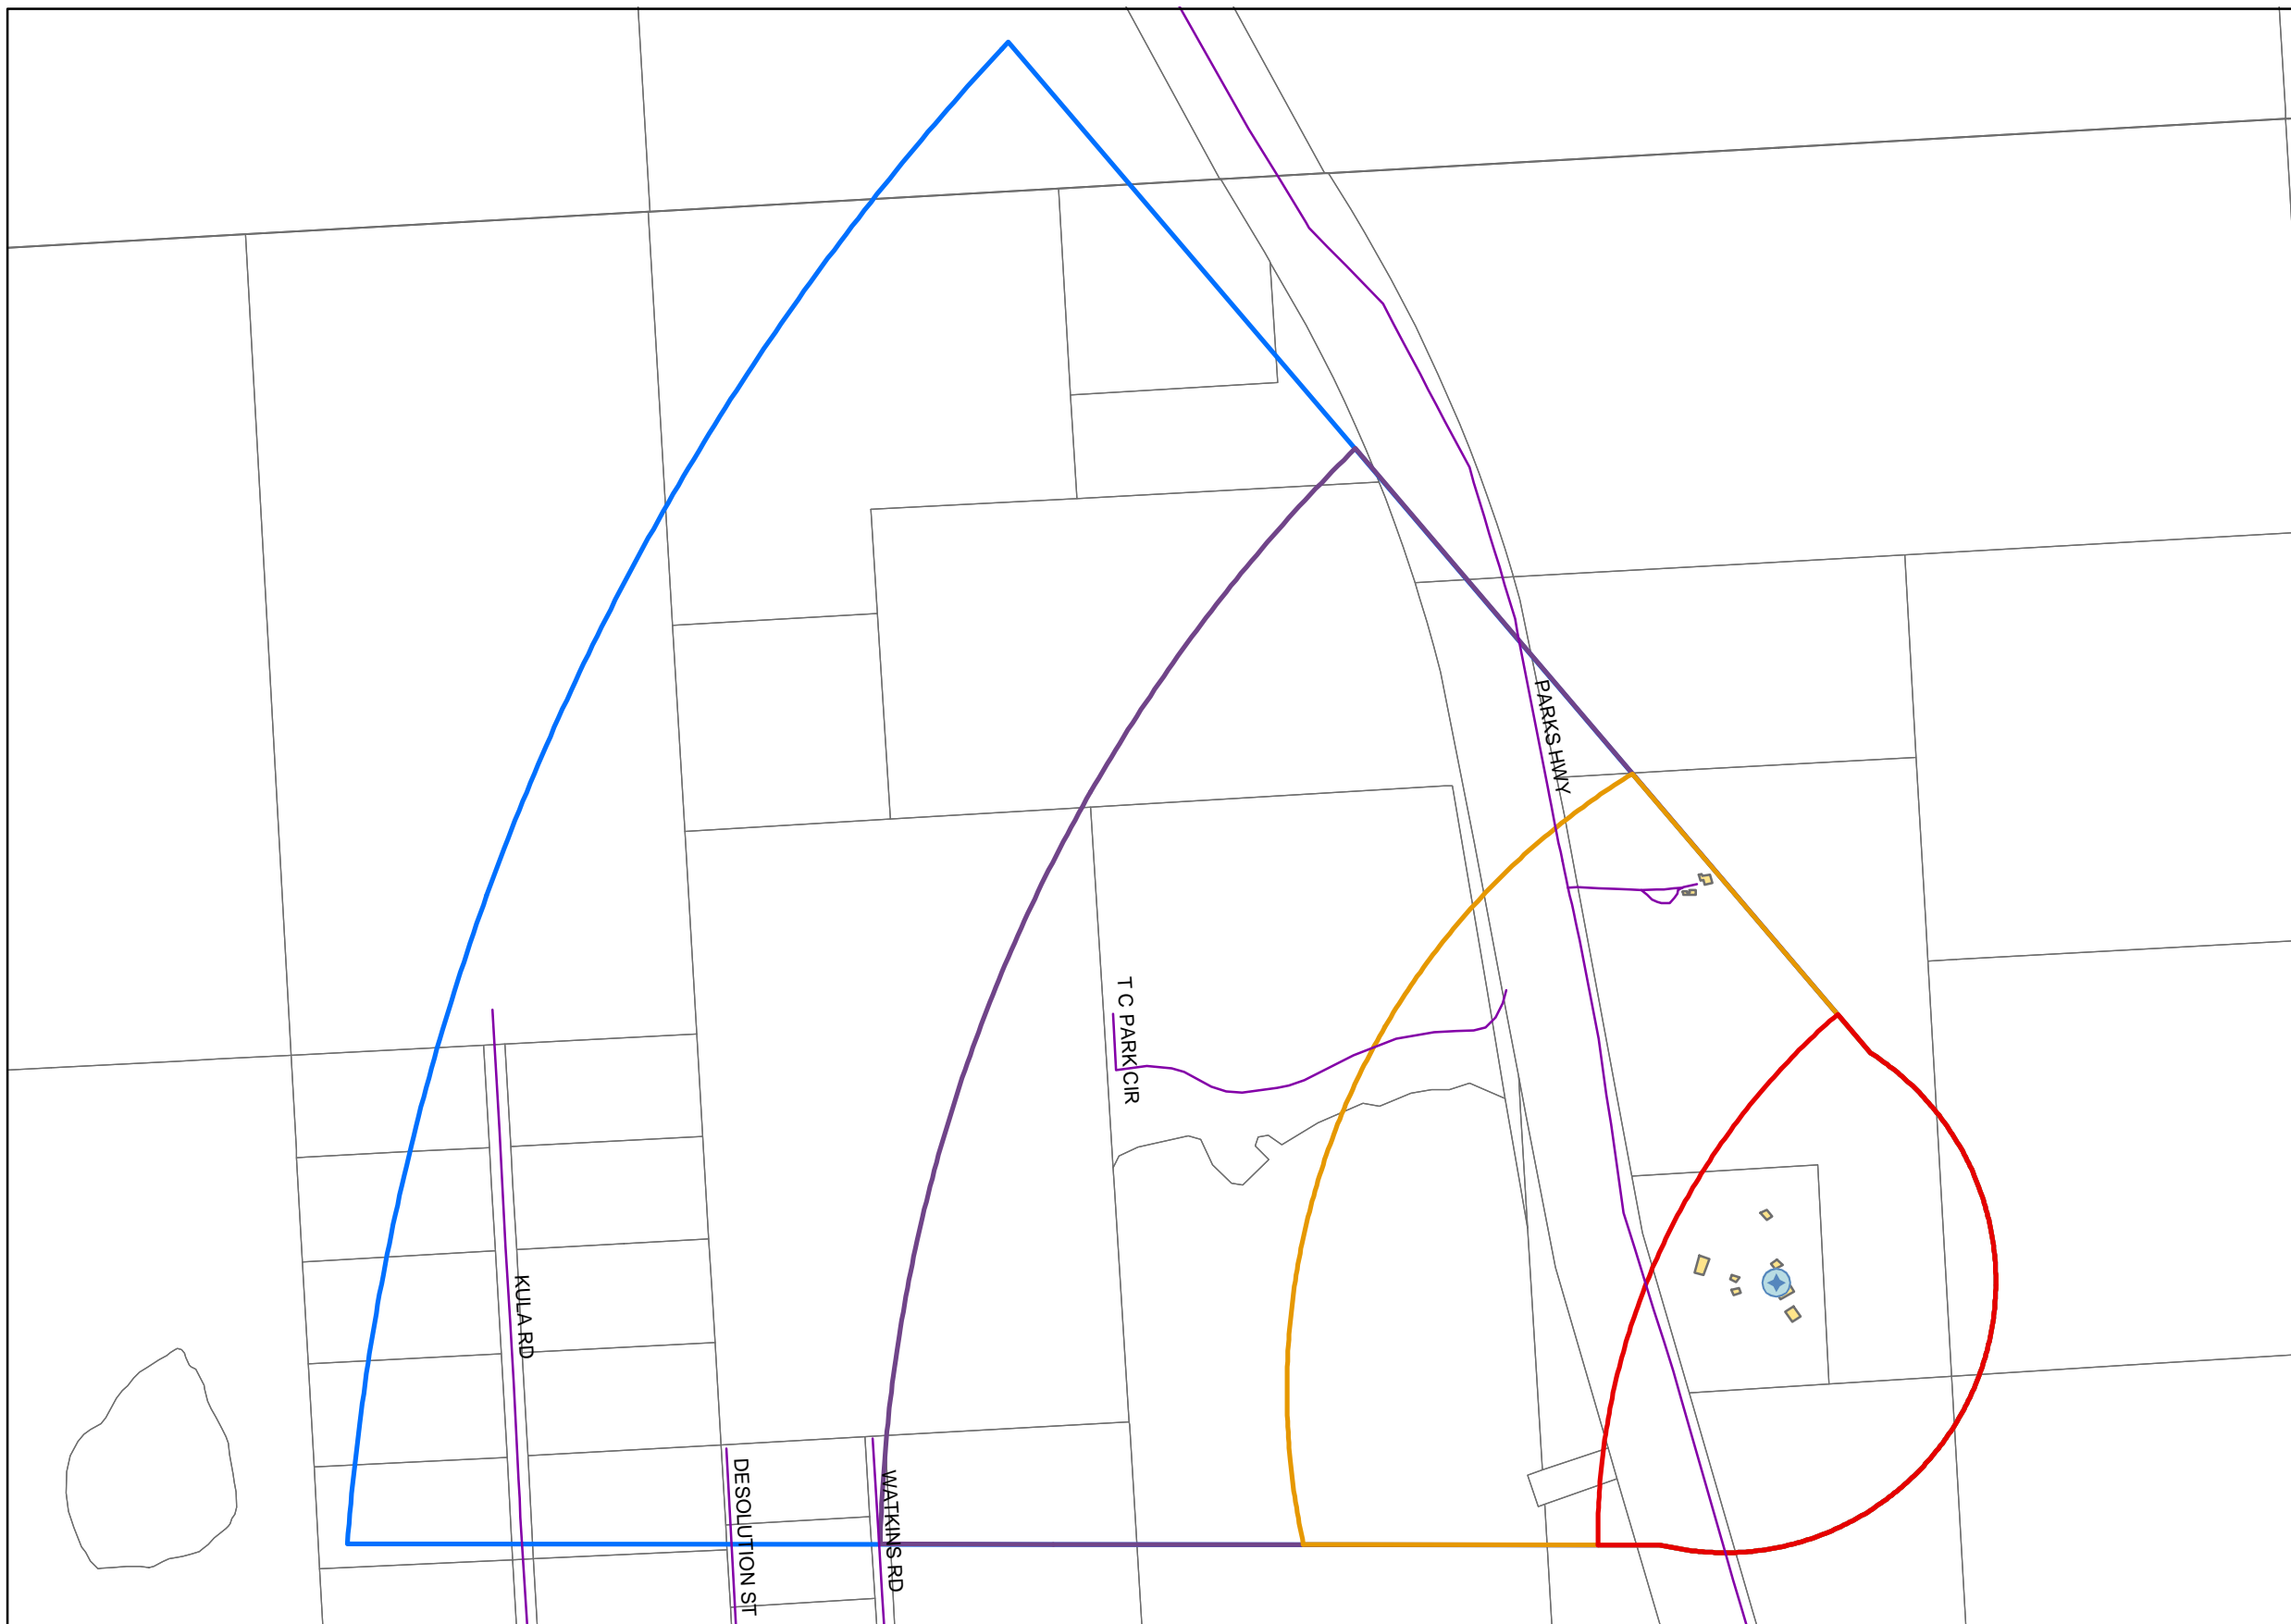 PARKS HWY
T C PARK CIR
KULA RD
DESOLUTION ST
WATKINS RD